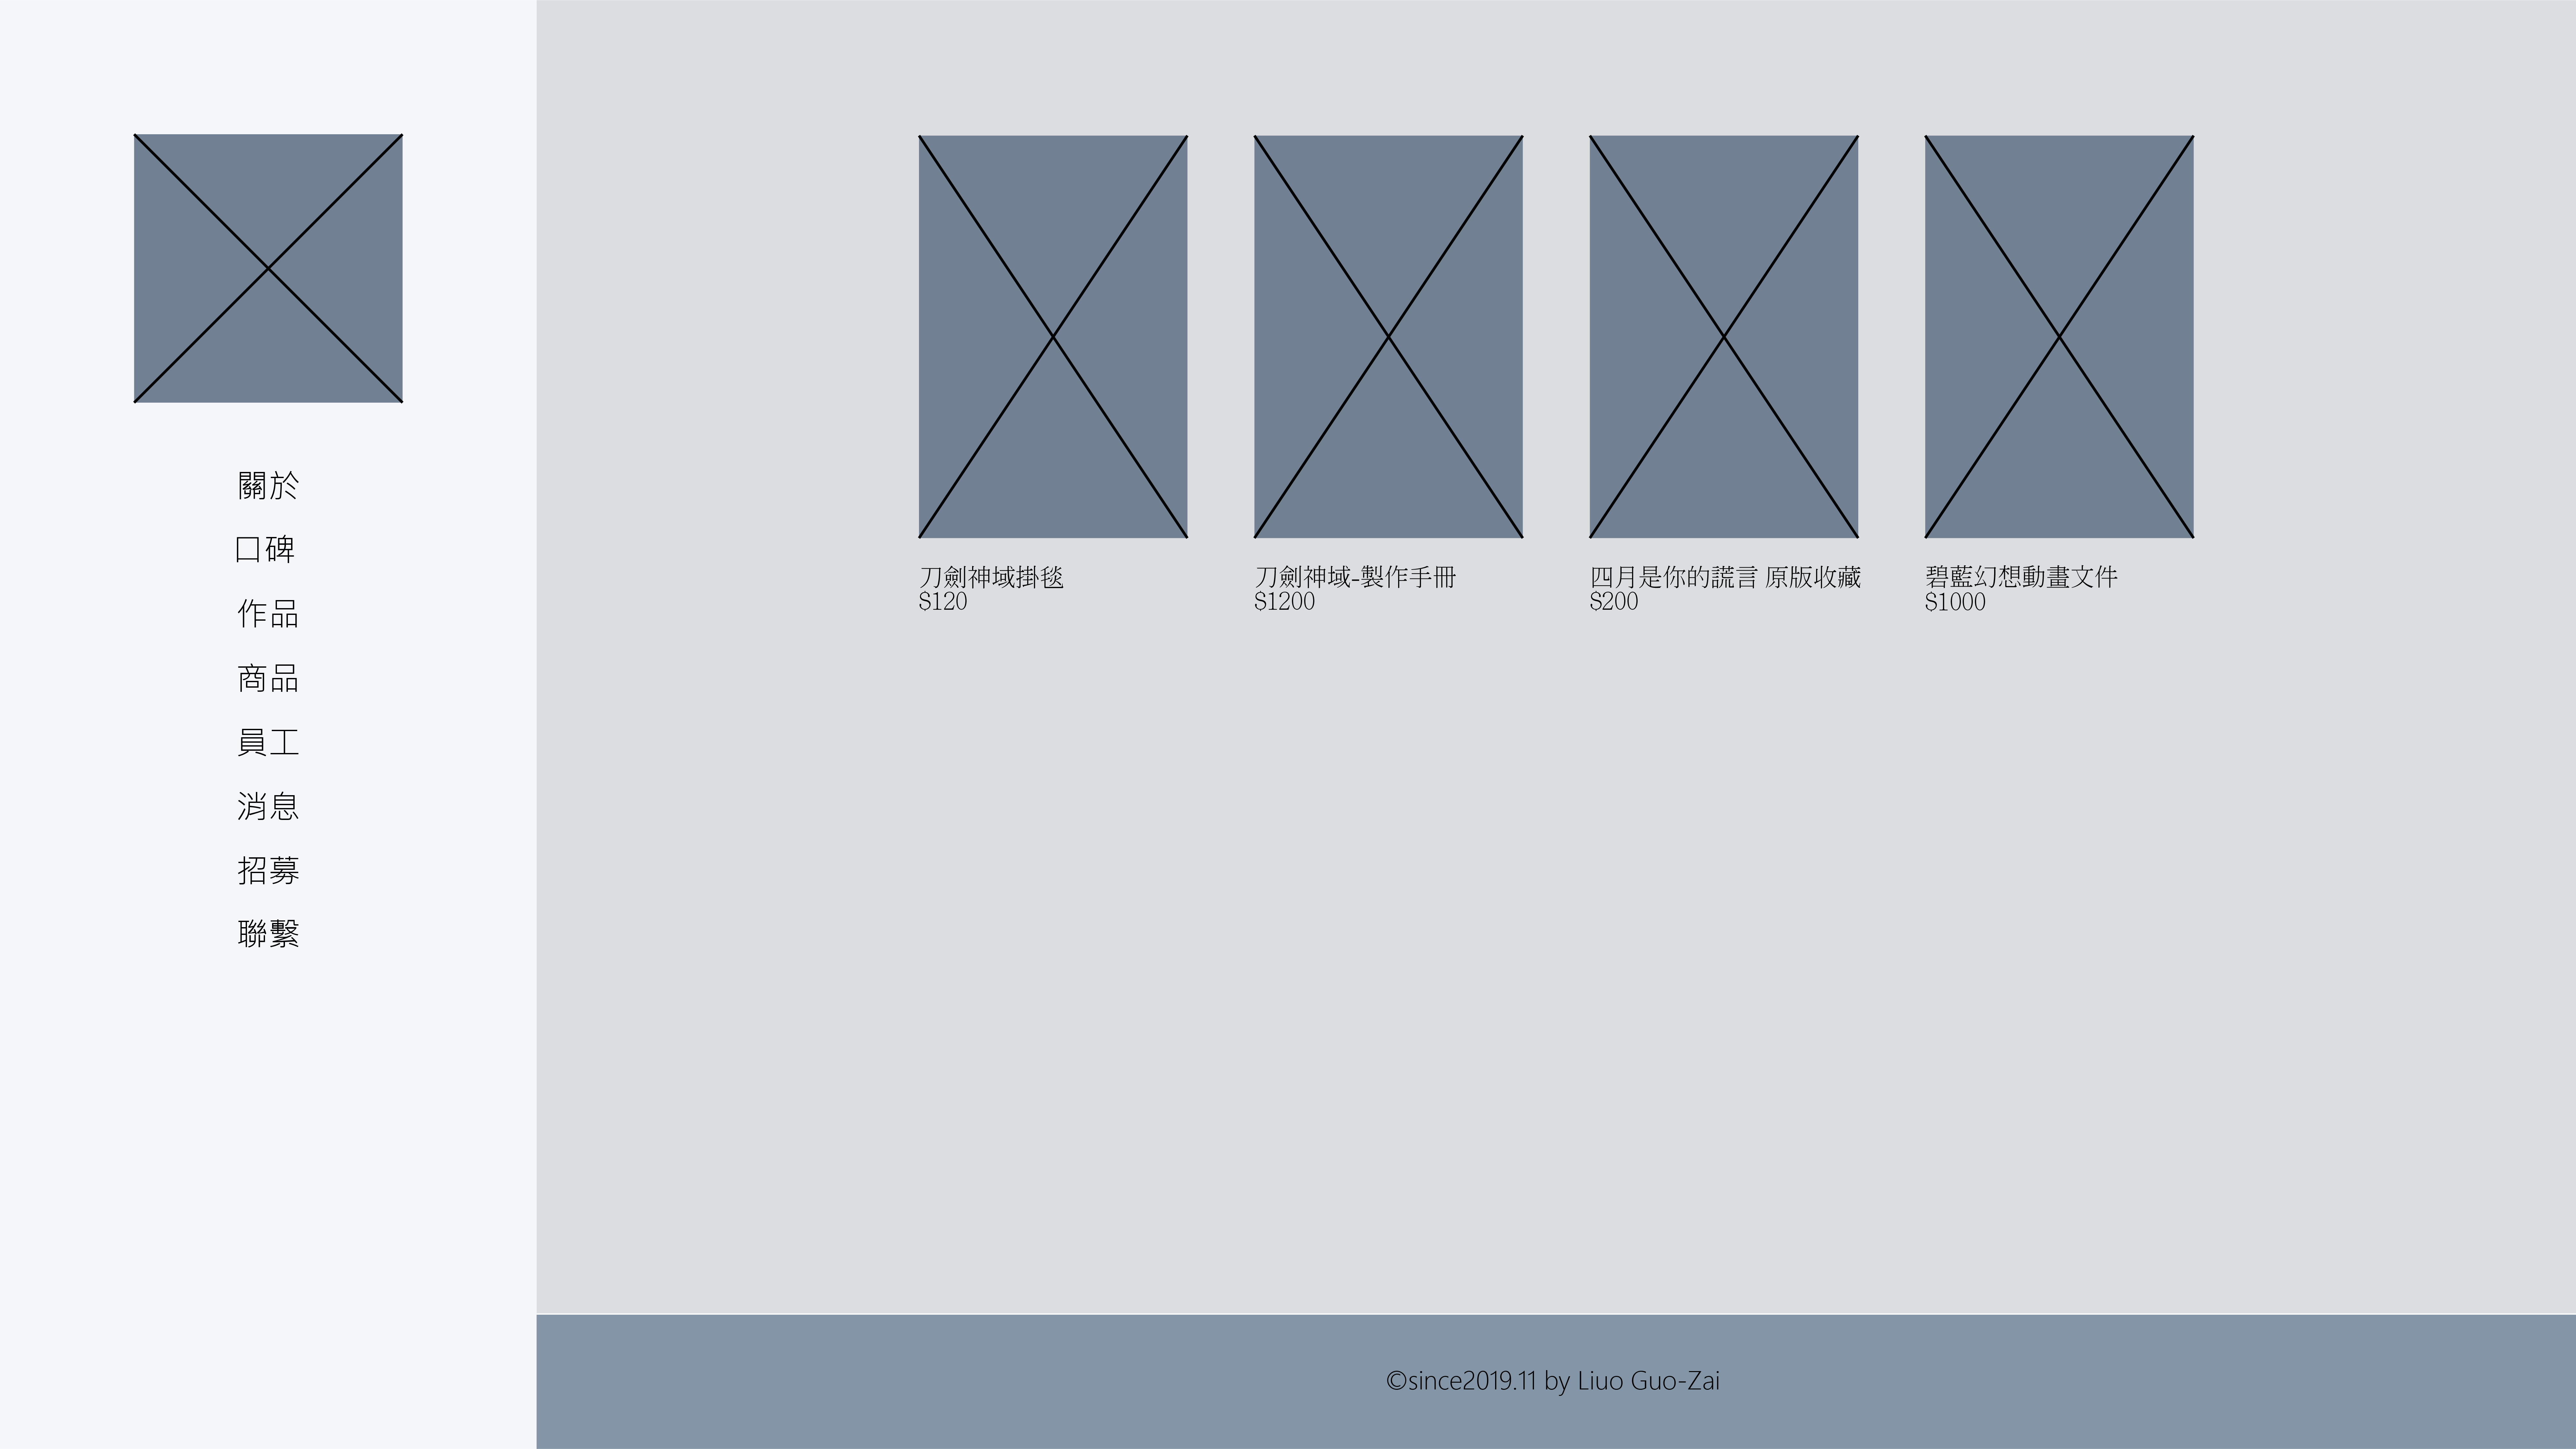 關於
口碑
作品
商品
員工
消息
招募
聯繫
刀劍神域掛毯
$120
刀劍神域-製作手冊
$1200
四月是你的謊言 原版收藏
$200
碧藍幻想動畫文件
$1000
©since2019.11 by Liuo Guo-Zai